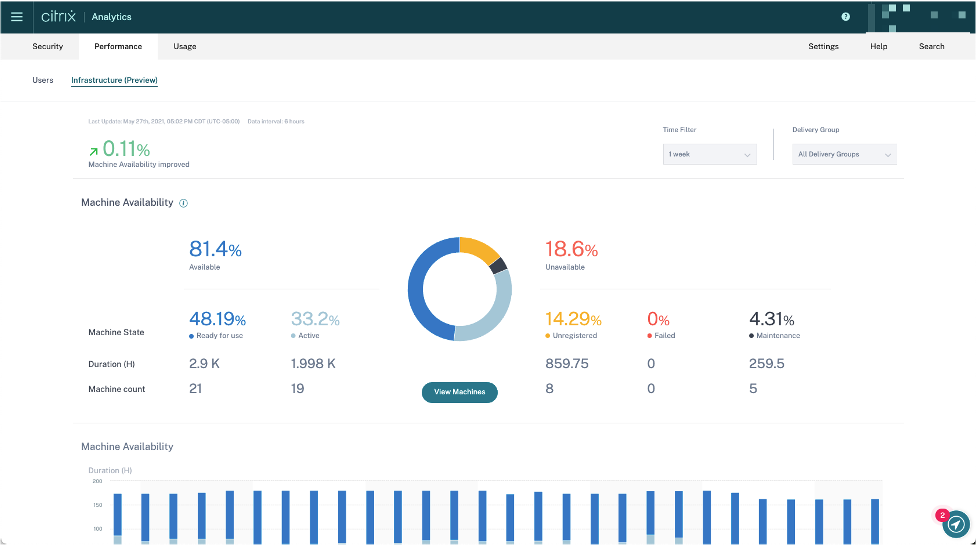 citrix | Analytics
?
Security Performance Usage Settings Help Search
Users Infrastructure (Preview)
Last Update: May 27th, 2021, 05:02 PM CDT (UTC-05:00) Data interval: 6 hours
Time Filter Delivery Group
0.11%
1 week All Delivery Groups
Machine Availability improved
Machine Availability i
81.4% 18.6%
Available Unavailable
48.19% 33.2% 14.29% 0% 4.31%
Machine State Ready for use Active Unregistered Failed Maintenance
Duration (H) 2.9 K 1.998 K 859.75 0 259.5
Machine count 21 19 8 0 5
View Machines
Machine Availability
Duration (H)
200
150
2
100